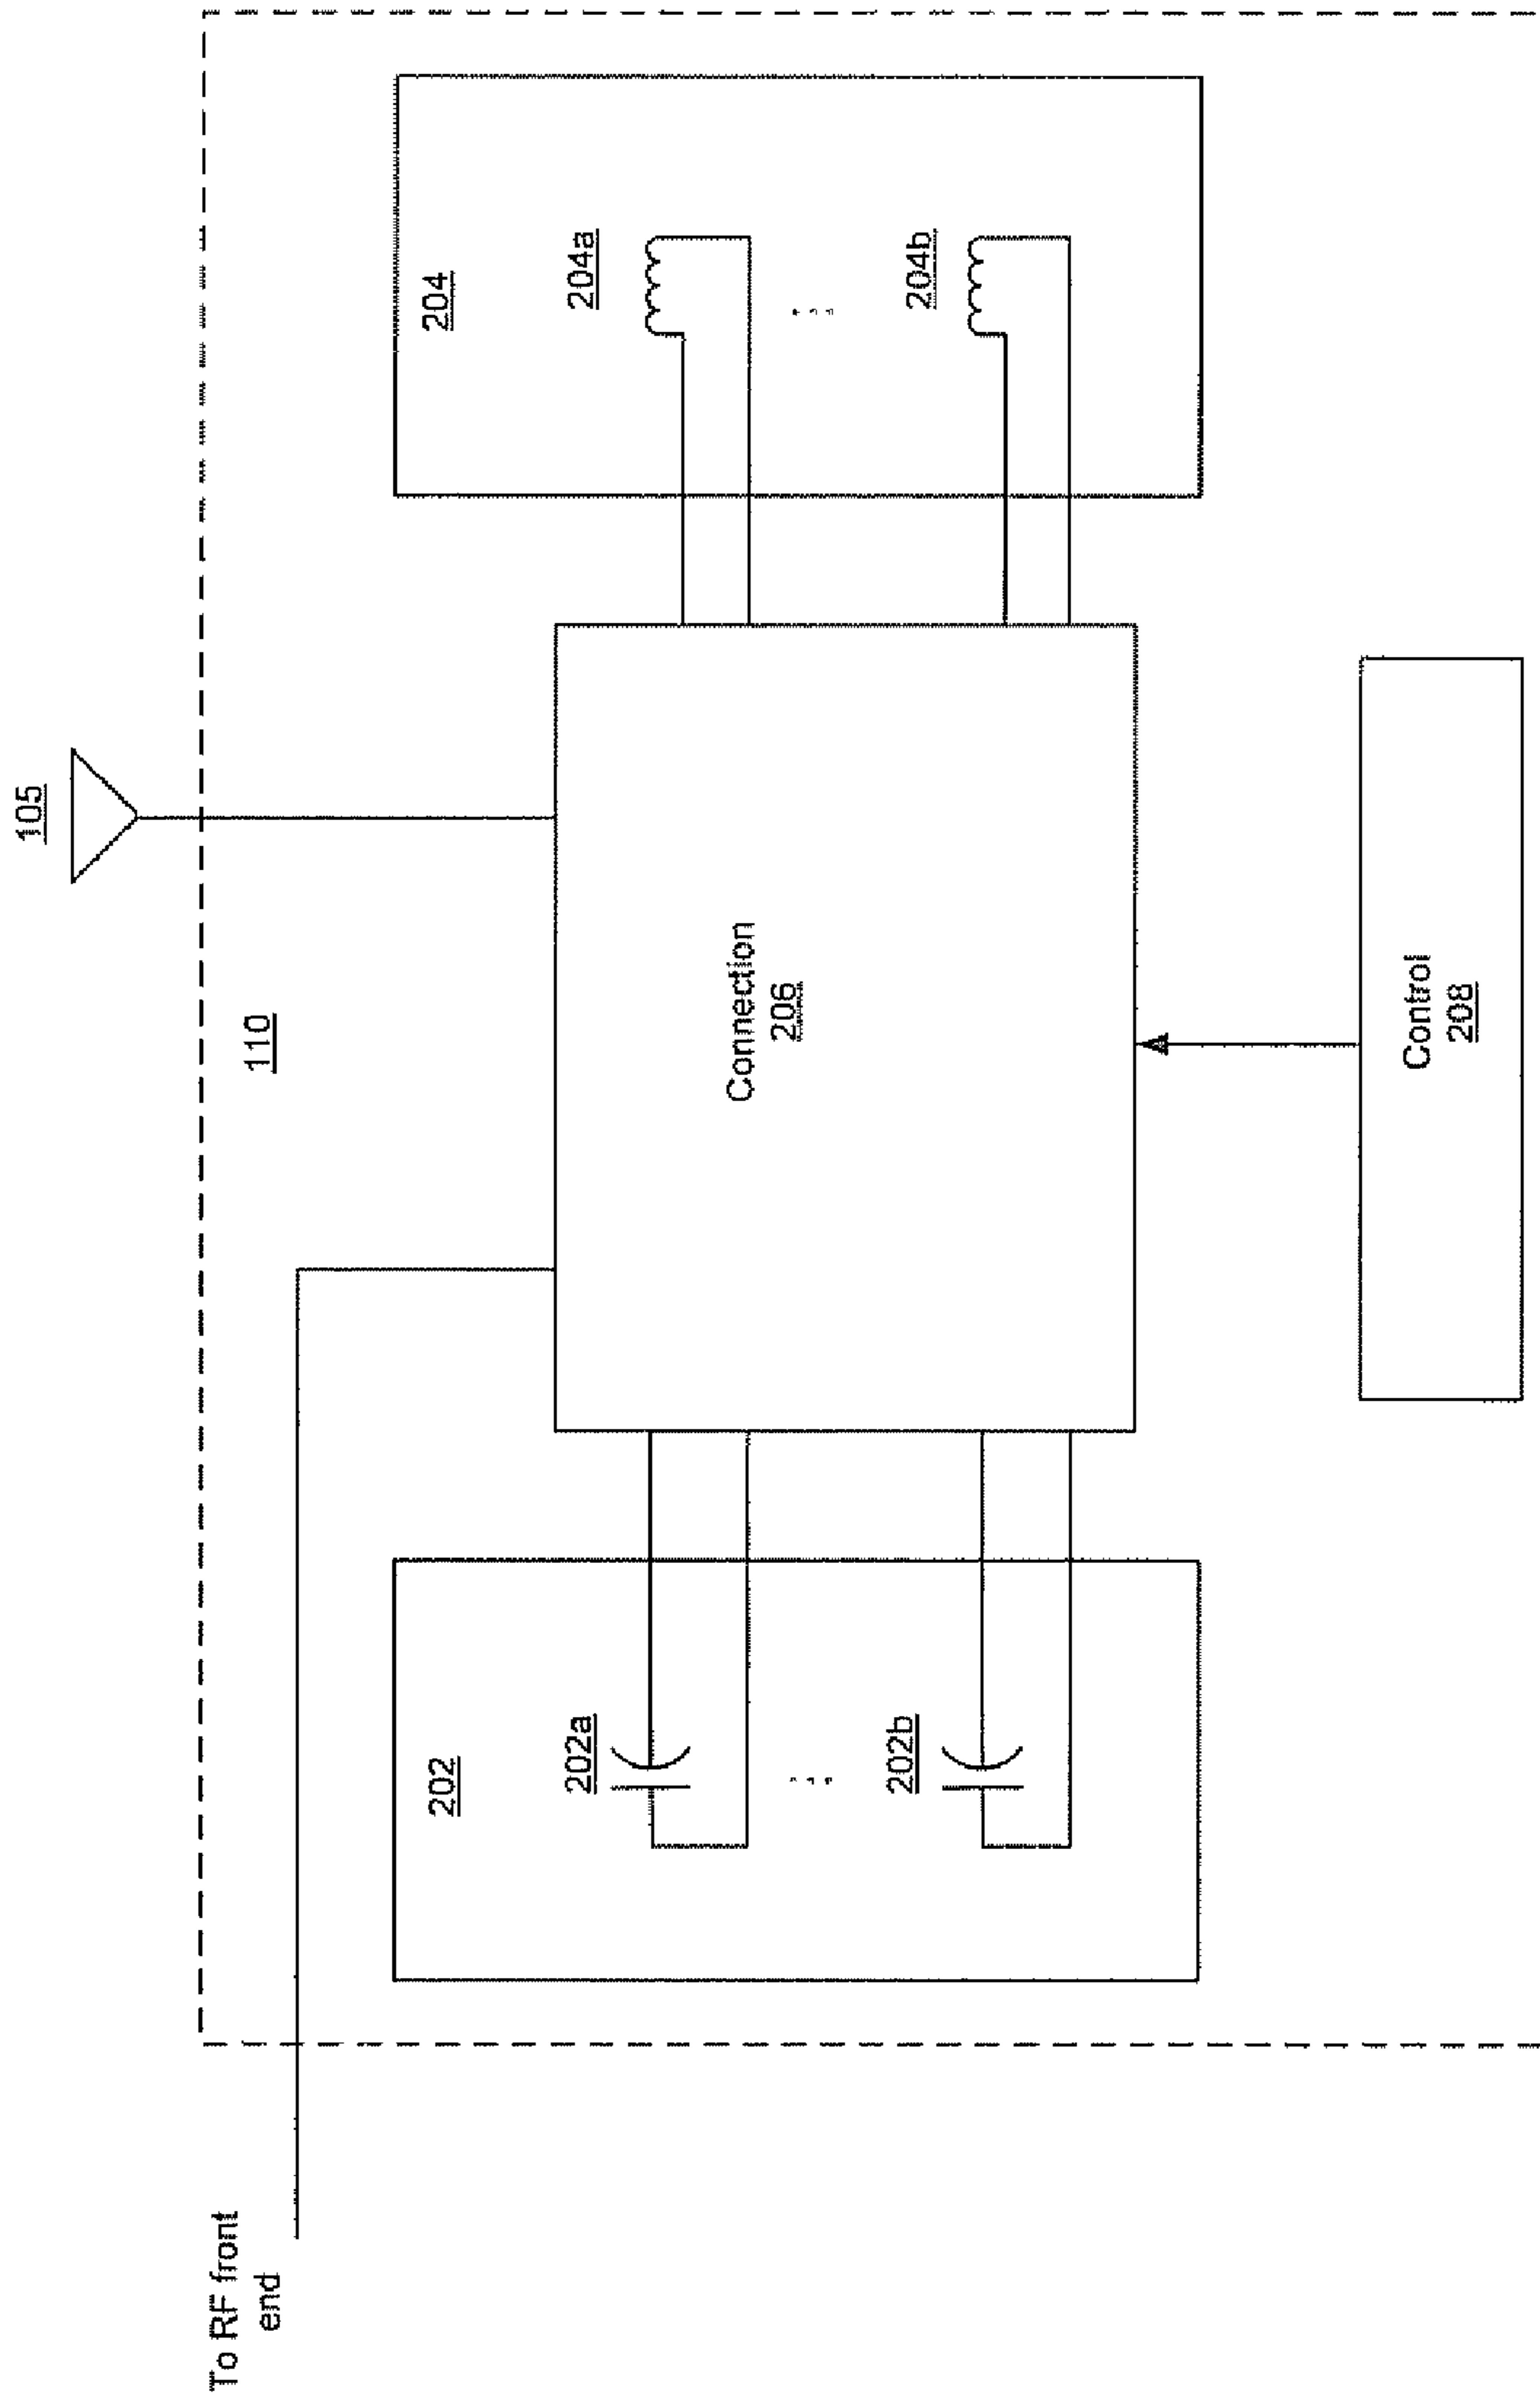 105
To RF front
end
110
202
204
202a
204a
Connection
206
202b
204b
Control
208